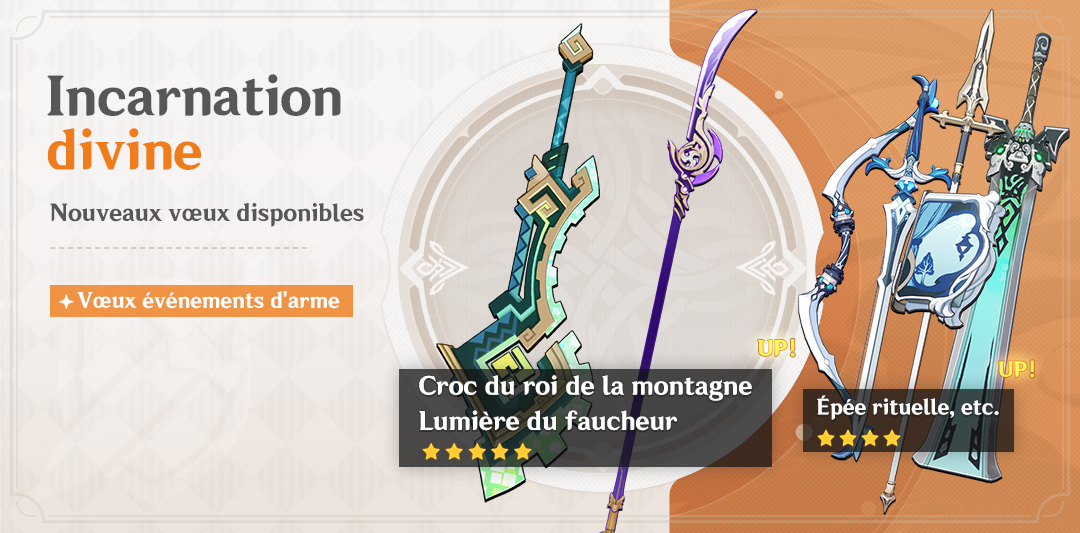 Incarnation
divine
Nouveaux vœux disponibles
Vœux événements d'arme
UP!
Croc du roi de la montagne
Lumière du faucheur
UP!
Épée rituelle, etc.